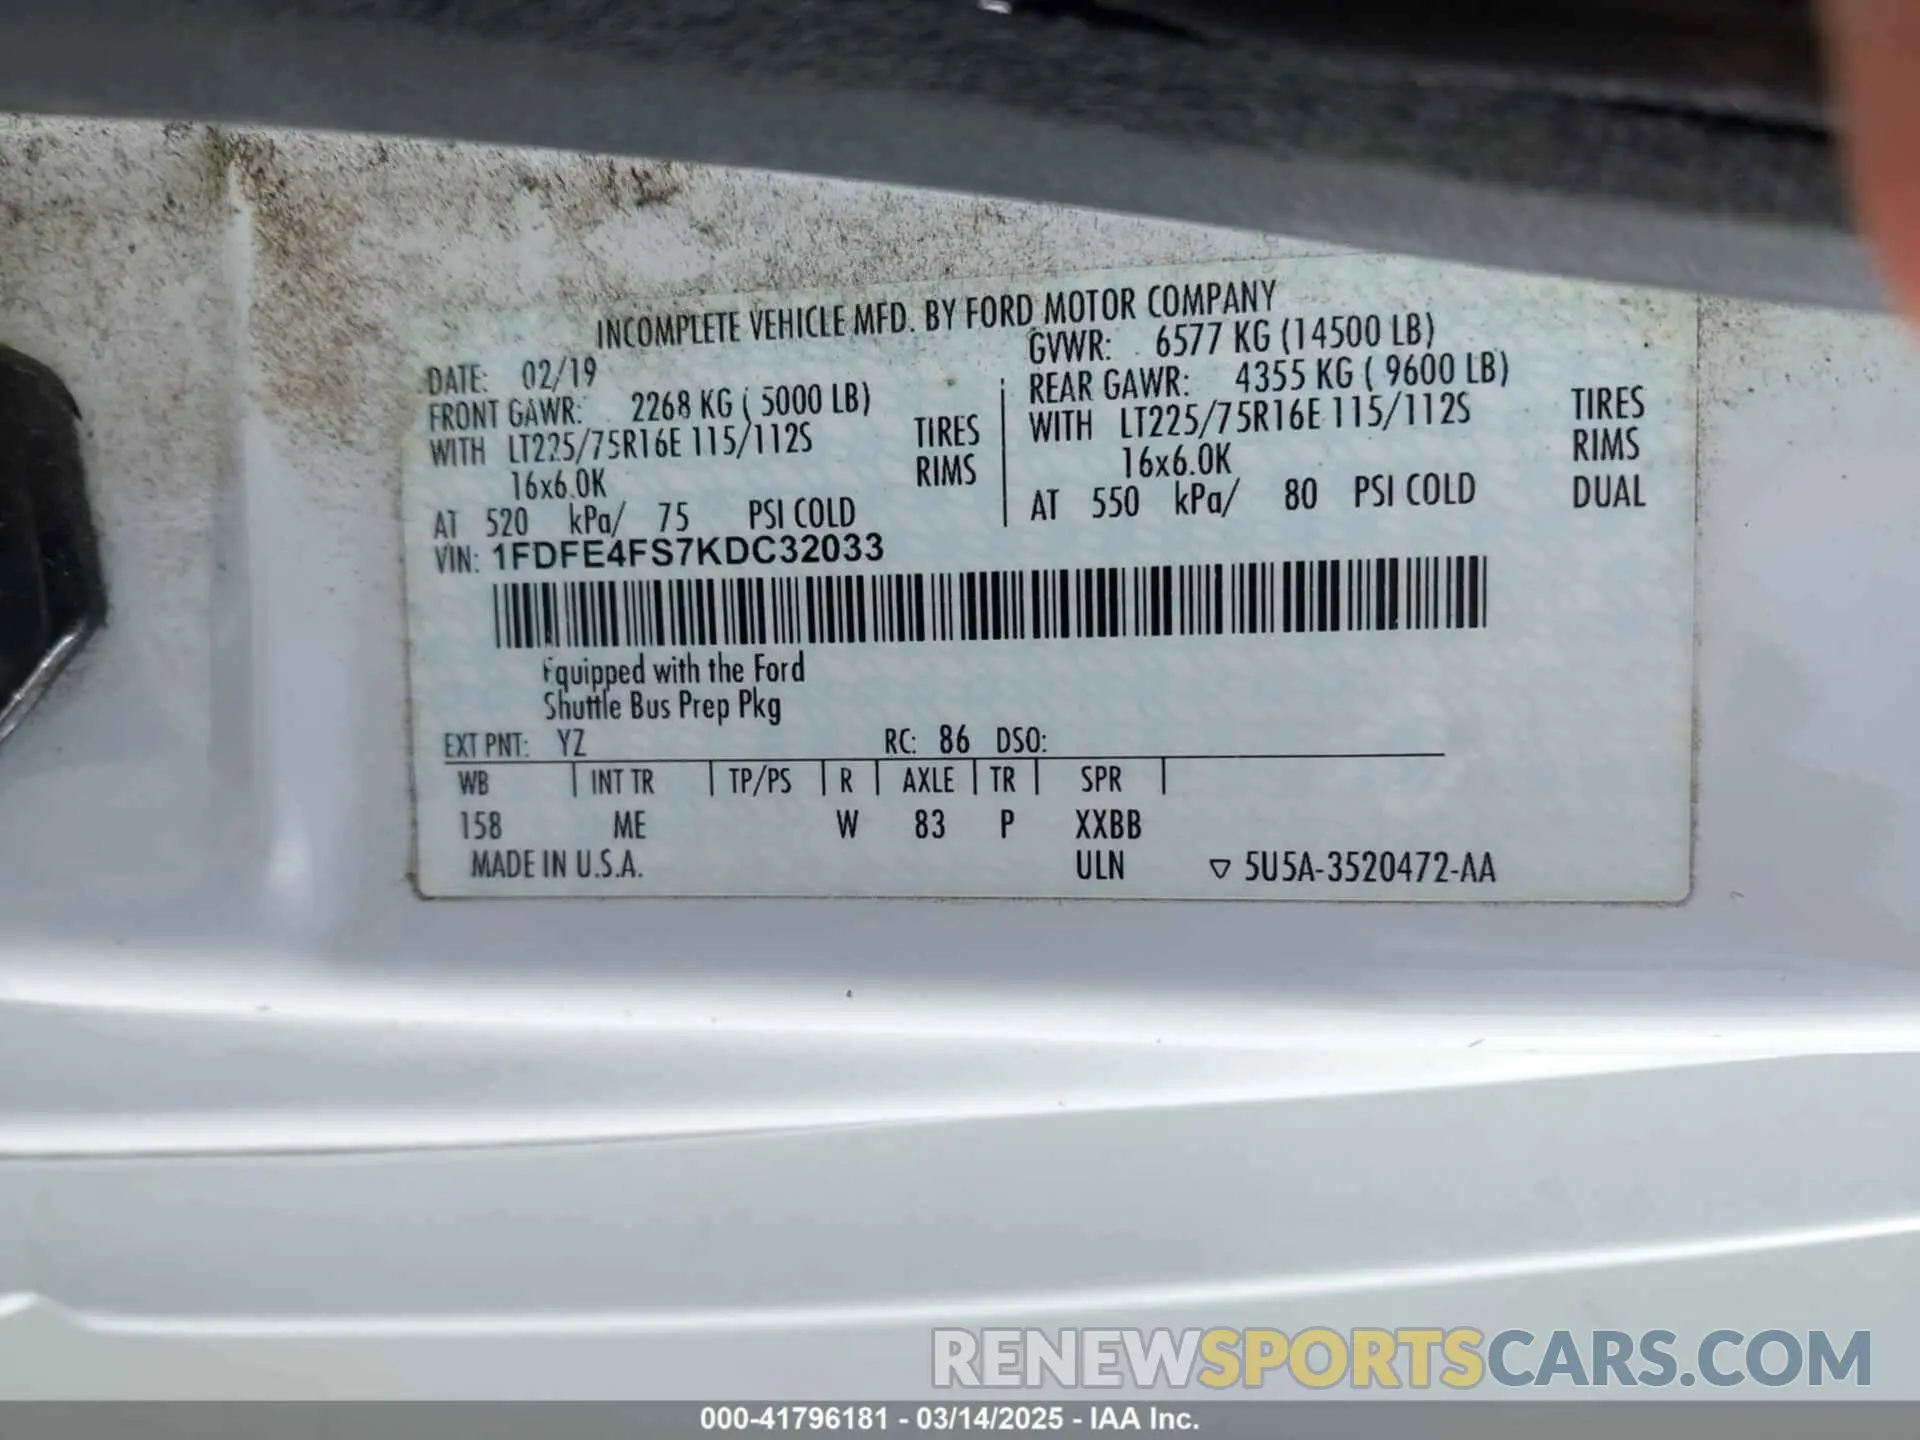 INCOMPLETE VEHICLE MFD. BY FORD MOTOR COMPANY
DATE: 02/19
GVWR: 6577 KG (14500 LB)
FRONT GAWR: 2268 KG ( 5000 LB)
REAR GAWR: 4355 KG ( 9600 LB)
WITH LT225/75R16E 115/112S TIRES
WITH LT225/75R16E 115/112S TIRES
16x6.0K RIMS
16x6.0K RIMS
AT 520 kPa/ 75 PSI COLD
AT 550 kPa/ 80 PSI COLD DUAL
VIN: 1FDFE4FS7KDC32033
Equipped with the Ford
Shuttle Bus Prep Pkg
EXT PNT: YZ RC: 86 DSO:
WB INT TR TP/PS R AXLE TR SPR
158 ME W 83 P XXBB
MADE IN U.S.A. ULN ▽ 5U5A-3520472-AA
RENEWSPORTSCARS.COM
000-41796181 - 03/14/2025 - IAA Inc.